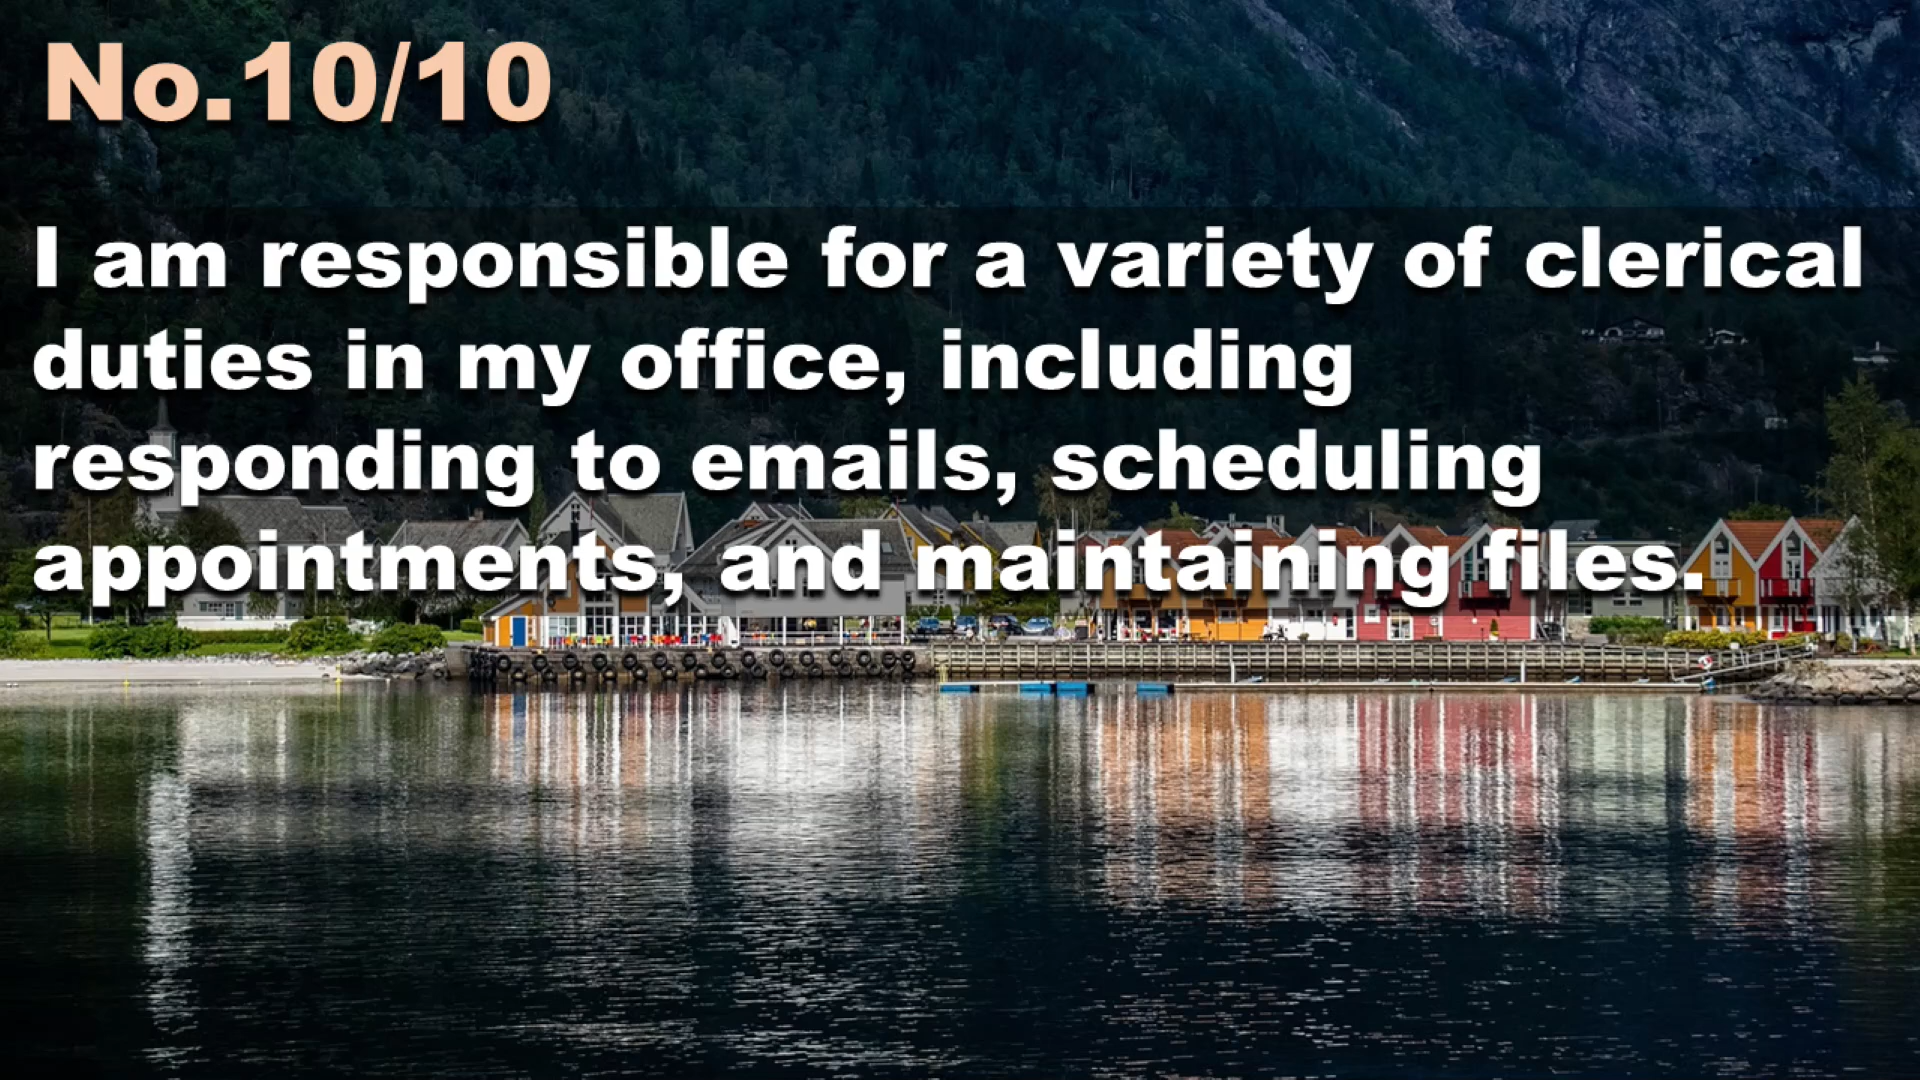 No.10/10
I am responsible for a variety of clerical
duties in my office, including
responding to emails, scheduling
appointments, and maintaining files.